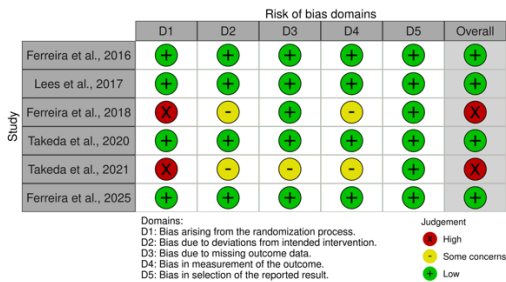 Risk of bias domains
D1 D2 D3 D4 D5 Overall
Study
Ferreira et al., 2016 + + + + + +
Lees et al., 2017 + + + + + +
Ferreira et al., 2018 X - + - + X
Takeda et al., 2020 + + + + + +
Takeda et al., 2021 X - - - + X
Ferreira et al., 2025 + + + + + +
Domains:
D1: Bias arising from the randomization process.
D2: Bias due to deviations from intended intervention.
D3: Bias due to missing outcome data.
D4: Bias in measurement of the outcome.
D5: Bias in selection of the reported result.
Judgement
X High
- Some concerns
+ Low